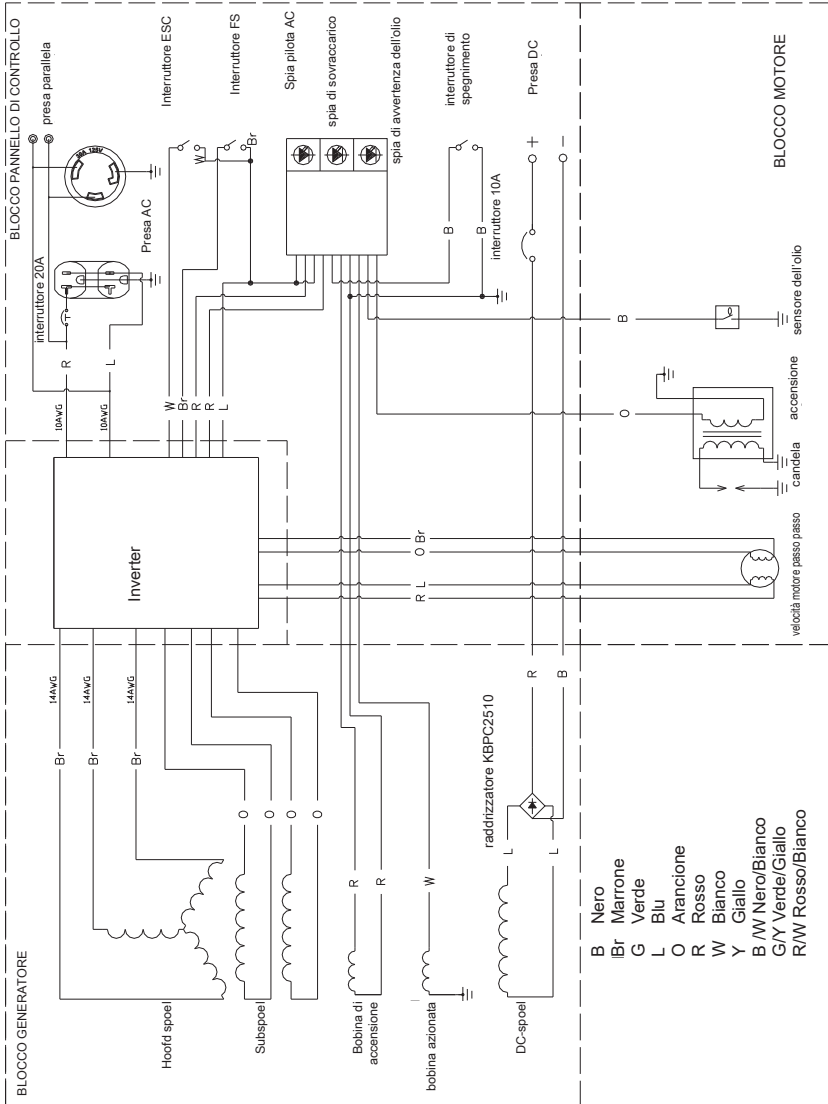 BLOCCO GENERATORE
BLOCCO PANNELLO DI CONTROLLO
presa parallela
30A 125V
interruttore 20A
Presa AC
Interruttore ESC
Interruttore FS
Spia pilota AC
spia di sovraccarico
spia di avvertenza dell'olio
interruttore di
spegnimento
interruttore 10A
Presa DC
+
−
10AWG
R
10AWG
L
W
Br
R
R
L
W
Br
B
B
Inverter
14AWG
14AWG
14AWG
Br
Br
Br
O
O
O
O
Hoofd spoel
Subspoel
R
R
Bobina di
accensione
W
bobina azionata
L
L
DC-spoel
raddrizzatore KBPC2510
R
B
R
L
O
Br
B
O
BLOCCO MOTORE
sensore dell'olio
accensione
candela
velocità motore passo passo
B Nero
Br Marrone
G Verde
L Blu
O Arancione
R Rosso
W Bianco
Y Giallo
B /W Nero/Bianco
G/Y Verde/Giallo
R/W Rosso/Bianco